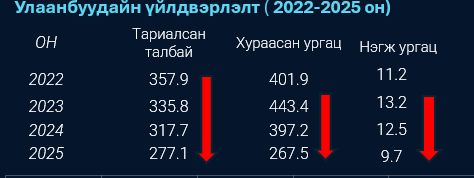 Улаанбуудайн үйлдвэрлэлт ( 2022-2025 он)
ОН Тариалсан талбай Хураасан ургац Нэгж ургац
2022 357.9 401.9 11.2
2023 335.8 443.4 13.2
2024 317.7 397.2 12.5
2025 277.1 267.5 9.7